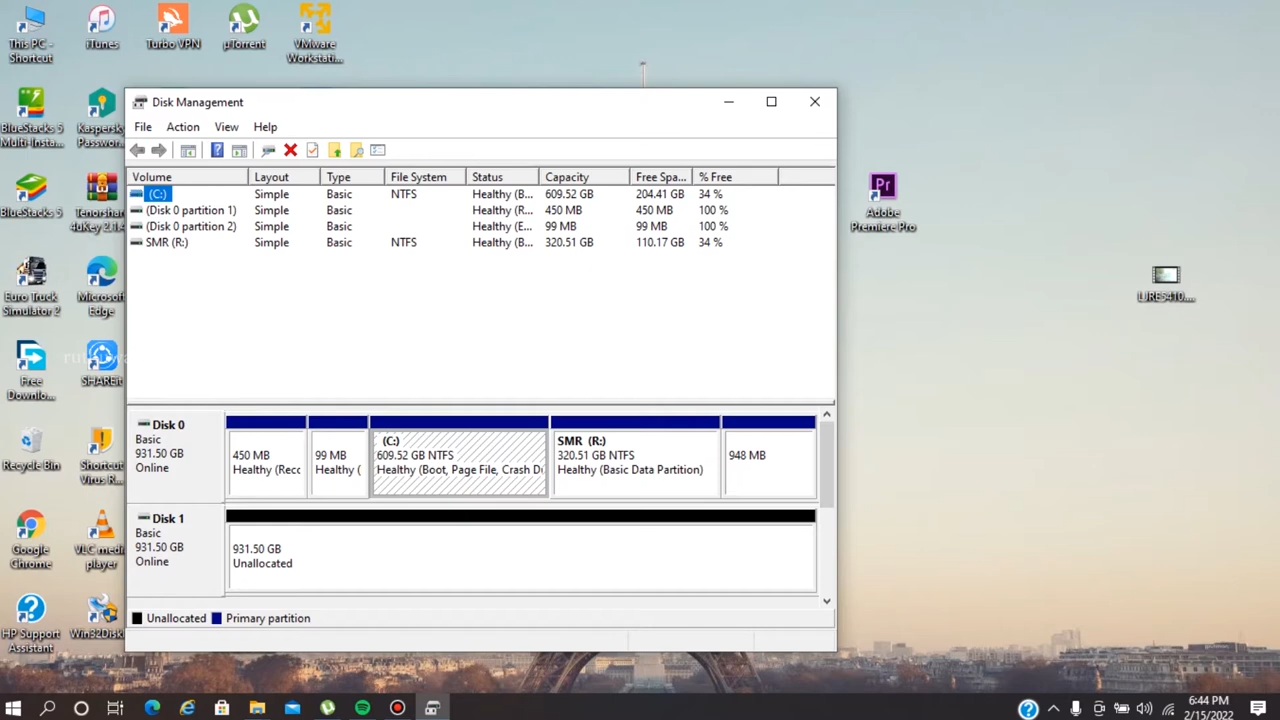 This PC -
Shortcut
iTunes
Turbo VPN
µTorrent
VMware
Workstati...
BlueStacks 5
Multi-Insta...
Kaspersky
Passwor...
BlueStacks 5
Tenorshare
4uKey 2.1.4
Euro Truck
Simulator 2
Microsoft
Edge
Free
Downlo...
SHAREit
Recycle Bin
Shortcut
Virus R...
Google
Chrome
VLC media
player
HP Support
Assistant
Win32Disk
Adobe
Premiere Pro
Disk Management
File Action View Help
Volume Layout Type File System Status Capacity Free Spa... % Free
(C:) Simple Basic NTFS Healthy (B... 609.52 GB 204.41 GB 34 %
(Disk 0 partition 1) Simple Basic Healthy (R... 450 MB 450 MB 100 %
(Disk 0 partition 2) Simple Basic Healthy (E... 99 MB 99 MB 100 %
SMR (R:) Simple Basic NTFS Healthy (B... 320.51 GB 110.17 GB 34 %
Disk 0
Basic
931.50 GB
Online
450 MB
Healthy (Recc
99 MB
Healthy (
(C:)
609.52 GB NTFS
Healthy (Boot, Page File, Crash Du
SMR (R:)
320.51 GB NTFS
Healthy (Basic Data Partition)
948 MB
Disk 1
Basic
931.50 GB
Online
931.50 GB
Unallocated
Unallocated Primary partition
6:44 PM
2/15/2022